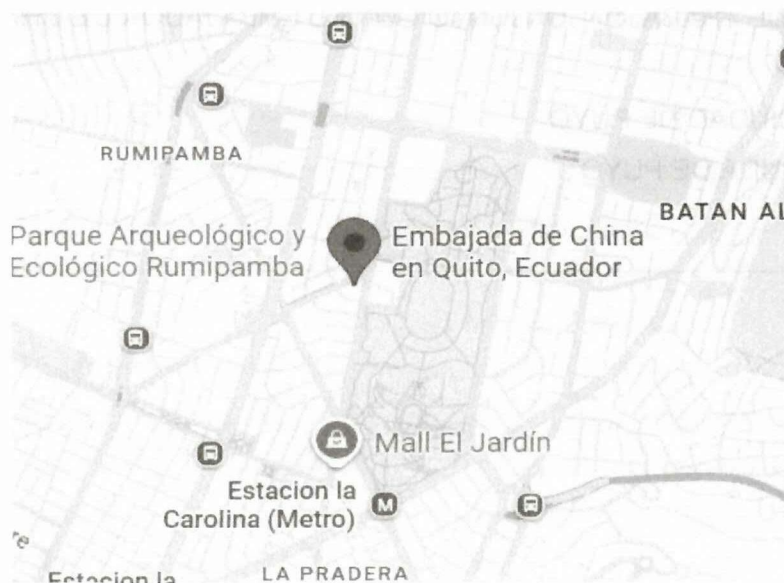 RUMIPAMBA
BATAN AL
Parque Arqueológico y
Ecológico Rumipamba
Embajada de China
en Quito, Ecuador
Mall El Jardín
Estacion la
Carolina (Metro)
M
Estacion la
LA PRADERA